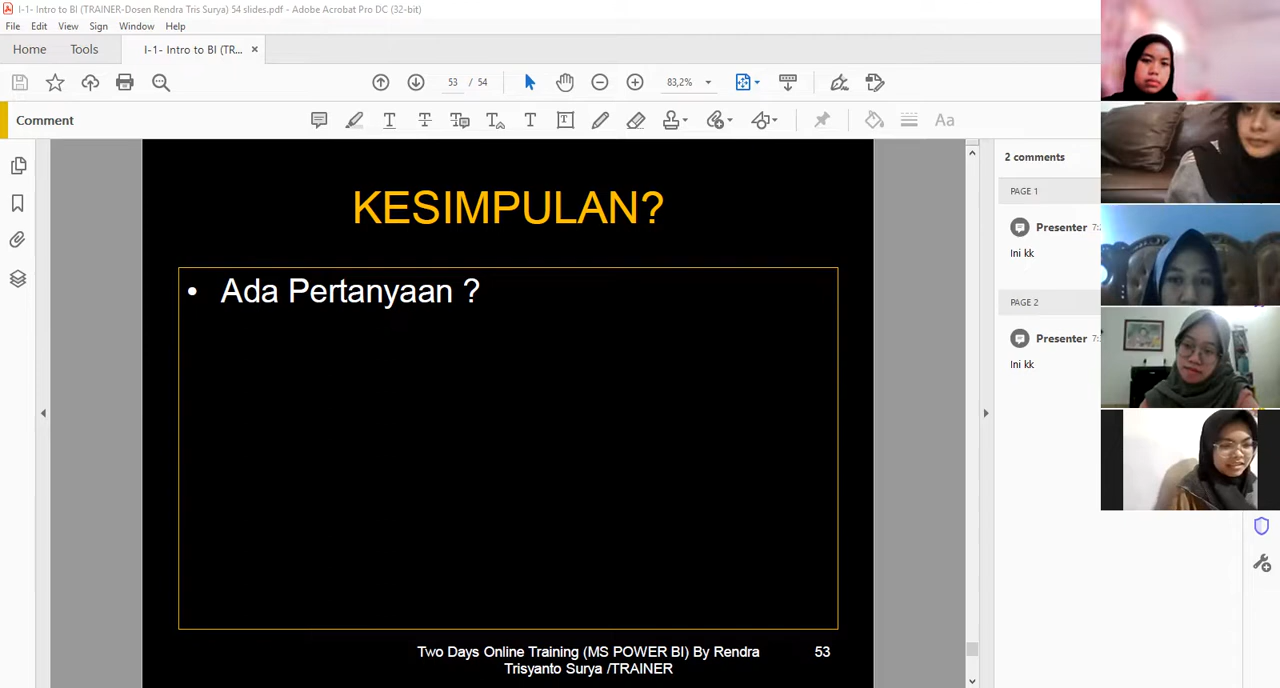 I-1- Intro to BI (TRAINER-Dosen Rendra Tris Surya) 54 slides.pdf - Adobe Acrobat Pro DC (32-bit)
File Edit View Sign Window Help
Home Tools I-1- Intro to BI (TR... ×
53 / 54 83,2%
Comment
Aa
KESIMPULAN?
• Ada Pertanyaan ?
Two Days Online Training (MS POWER BI) By Rendra
Trisyanto Surya /TRAINER
53
2 comments
PAGE 1
Presenter
Ini kk
PAGE 2
Presenter
Ini kk